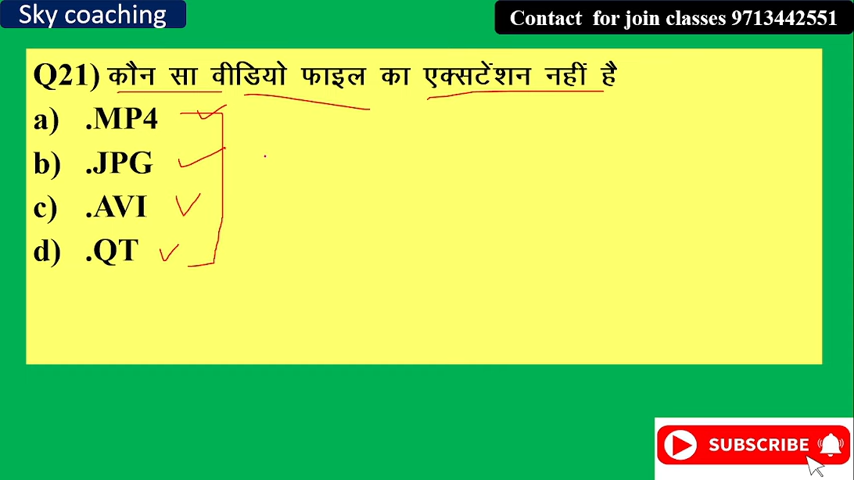 Sky coaching
Contact for join classes 9713442551
Q21) कौन सा वीडियो फाइल का एक्सटेंशन नहीं है
a) .MP4
b) .JPG
c) .AVI
d) .QT
SUBSCRIBE